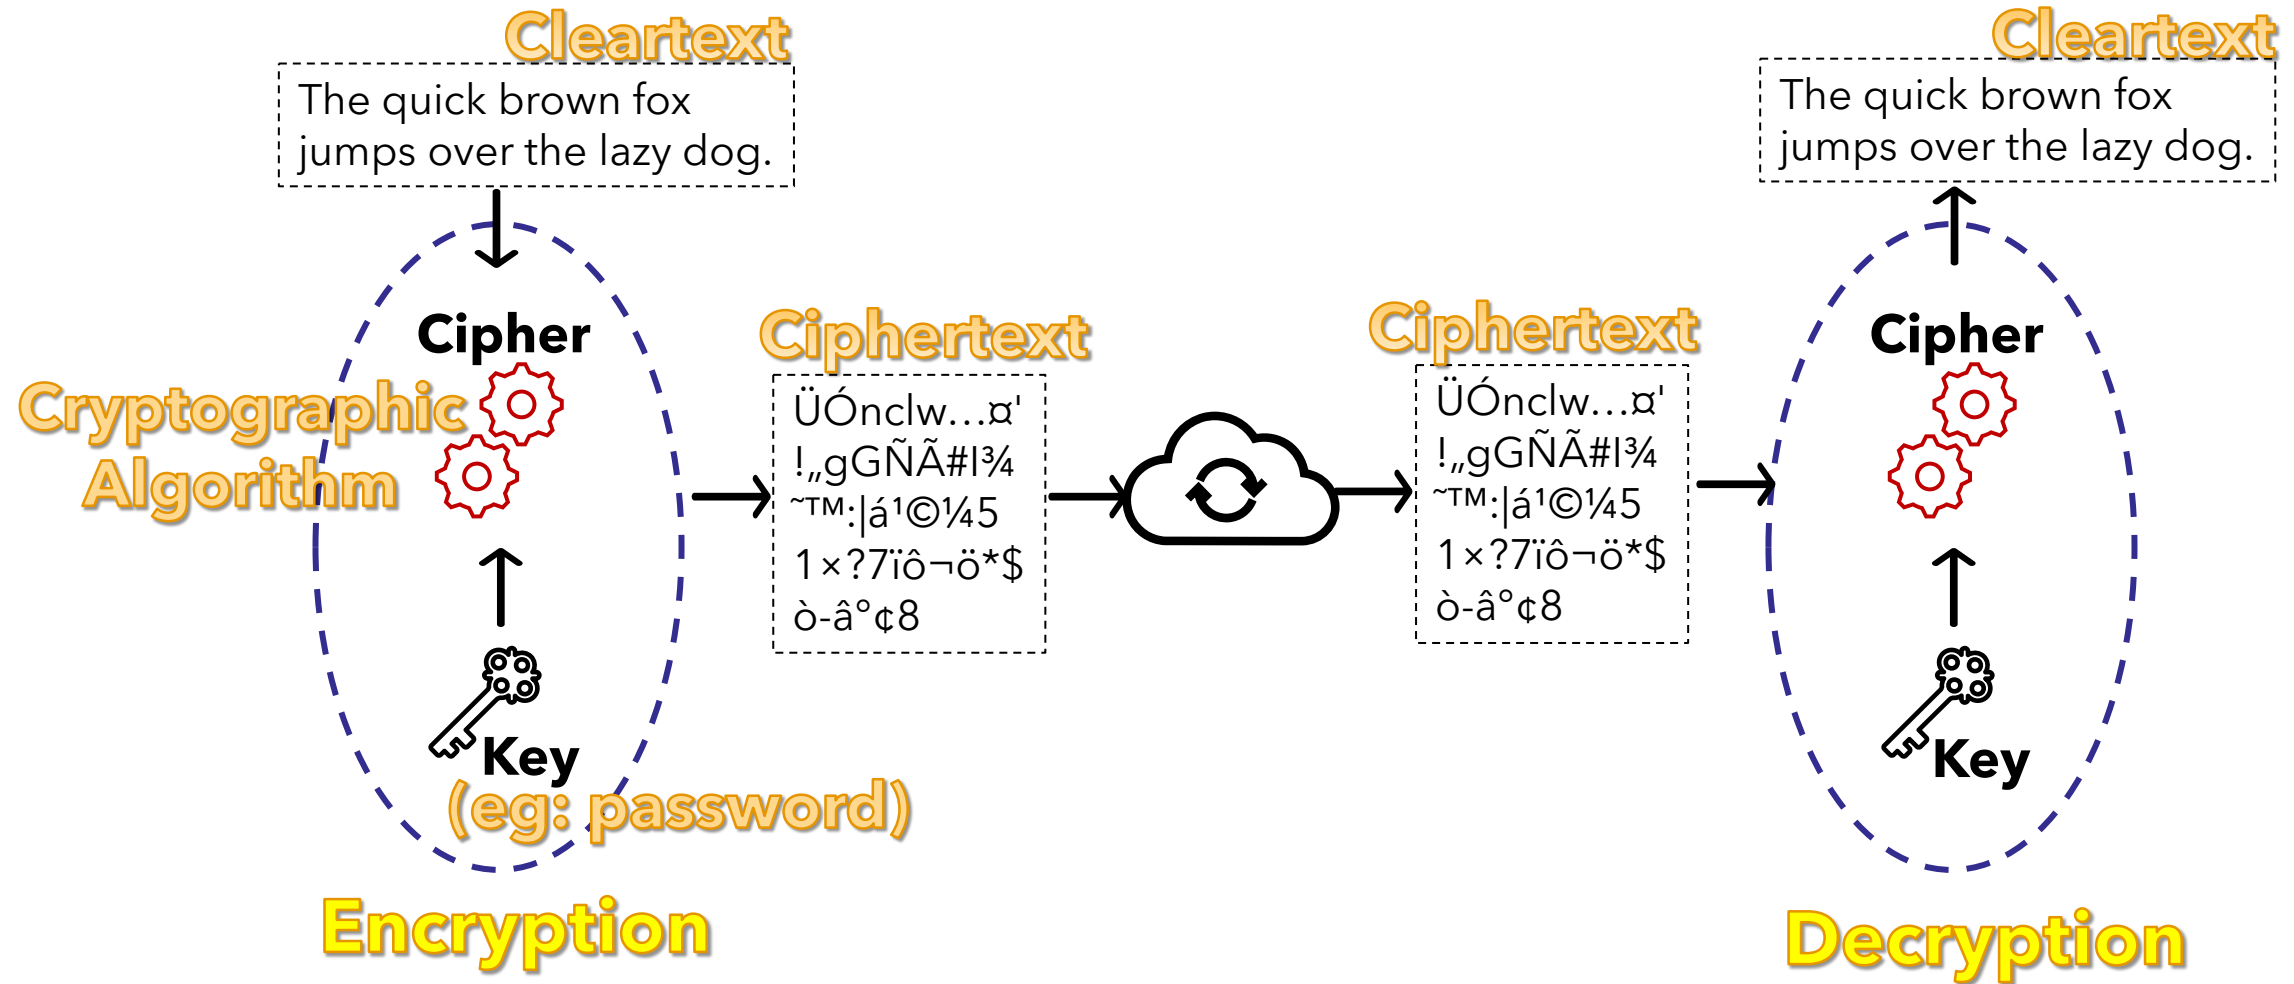 Cleartext
The quick brown fox
jumps over the lazy dog.
Cipher
Cryptographic
Algorithm
Key
(eg: password)
Encryption
Ciphertext
ÜÓnclw…¤'
!„gGÑÃ#l¾
˜™:|á¹©¼5
1×?7ïô¬ö*$
ò-â°¢8
Ciphertext
ÜÓnclw…¤'
!„gGÑÃ#l¾
˜™:|á¹©¼5
1×?7ïô¬ö*$
ò-â°¢8
Cleartext
The quick brown fox
jumps over the lazy dog.
Cipher
Key
Decryption